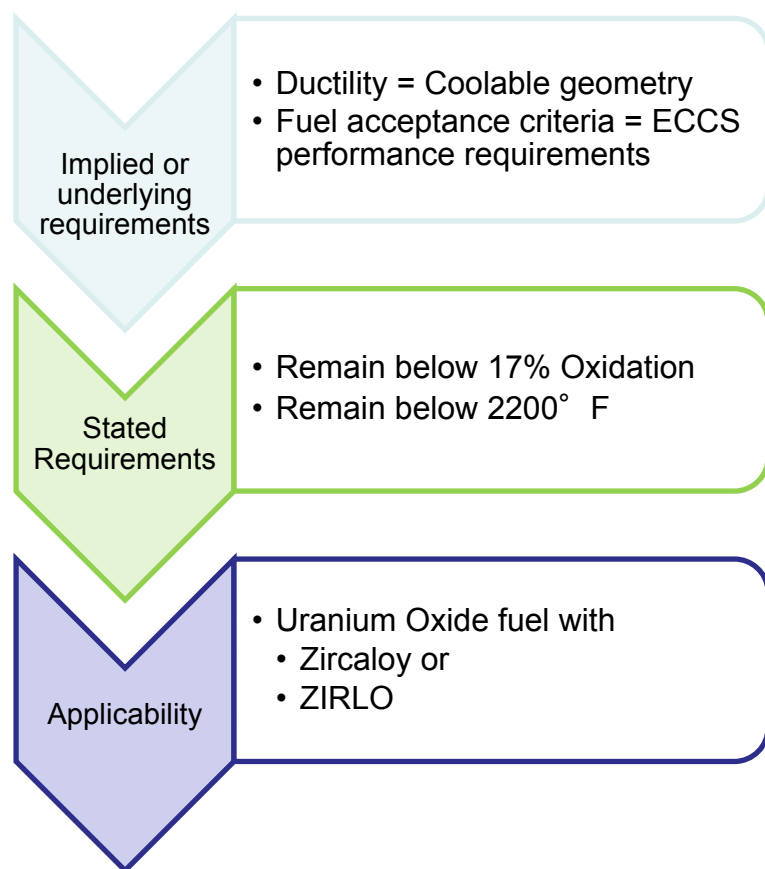 Implied or
underlying
requirements
• Ductility = Coolable geometry
• Fuel acceptance criteria = ECCS
performance requirements
Stated
Requirements
• Remain below 17% Oxidation
• Remain below 2200° F
Applicability
• Uranium Oxide fuel with
• Zircaloy or
• ZIRLO